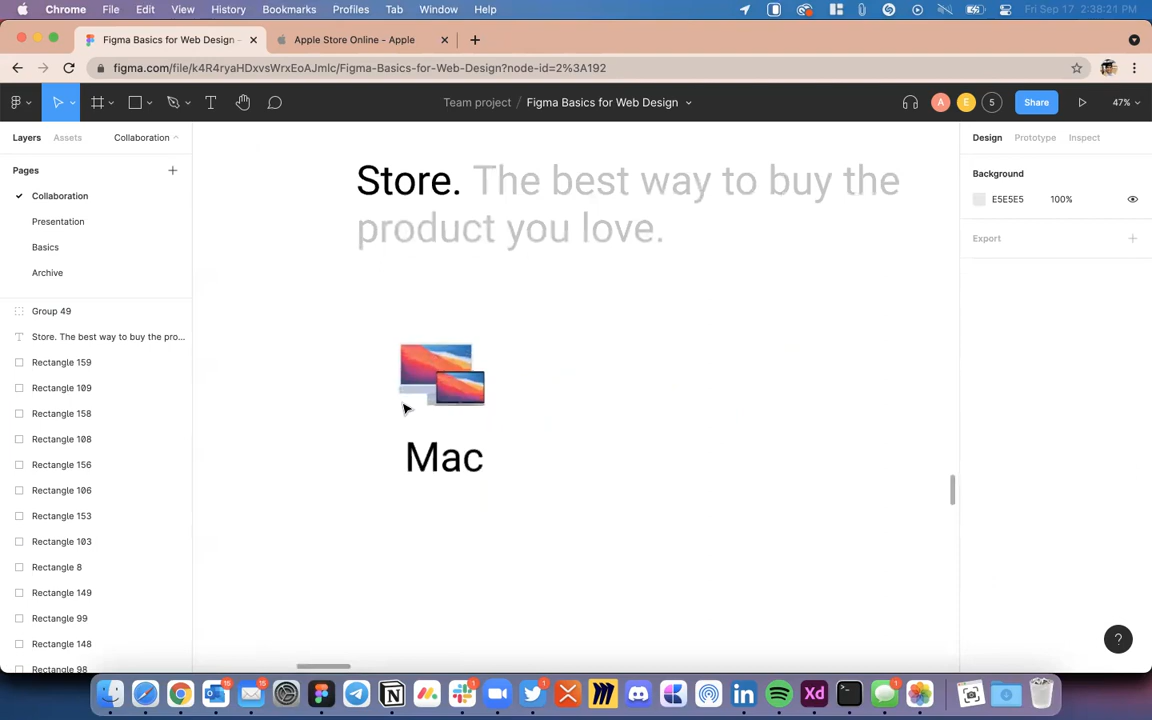 Chrome File Edit View History Bookmarks Profiles Tab Window Help Fri Sep 17 2:38:21 PM
Figma Basics for Web Design - Apple Store Online - Apple
figma.com/file/k4R4ryaHDxvsWrxEoAJmlc/Figma-Basics-for-Web-Design?node-id=2%3A192
Team project / Figma Basics for Web Design A E 5 Share 47%
Layers Assets Collaboration
Pages
Collaboration
Presentation
Basics
Archive
Group 49
Store. The best way to buy the pro...
Rectangle 159
Rectangle 109
Rectangle 158
Rectangle 108
Rectangle 156
Rectangle 106
Rectangle 153
Rectangle 103
Rectangle 8
Rectangle 149
Rectangle 99
Rectangle 148
Rectangle 98
Store. The best way to buy the
product you love.
Mac
Design Prototype Inspect
Background
E5E5E5 100%
Export
?